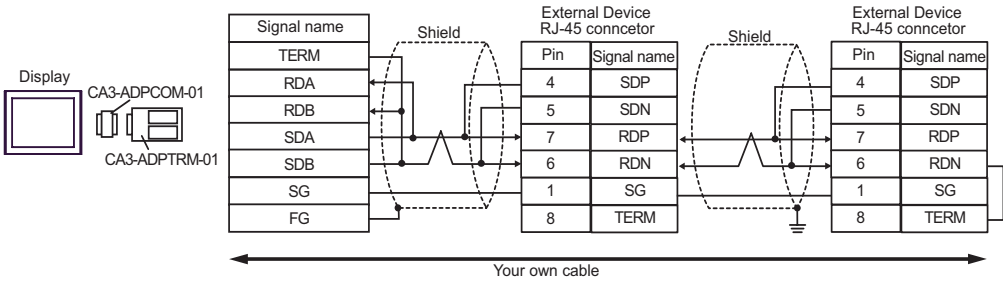 Display
CA3-ADPCOM-01
CA3-ADPTRM-01
Signal name
TERM
RDA
RDB
SDA
SDB
SG
FG
Shield
External Device
RJ-45 conncetor
Pin Signal name
4 SDP
5 SDN
7 RDP
6 RDN
1 SG
8 TERM
Shield
External Device
RJ-45 conncetor
Pin Signal name
4 SDP
5 SDN
7 RDP
6 RDN
1 SG
8 TERM
Your own cable